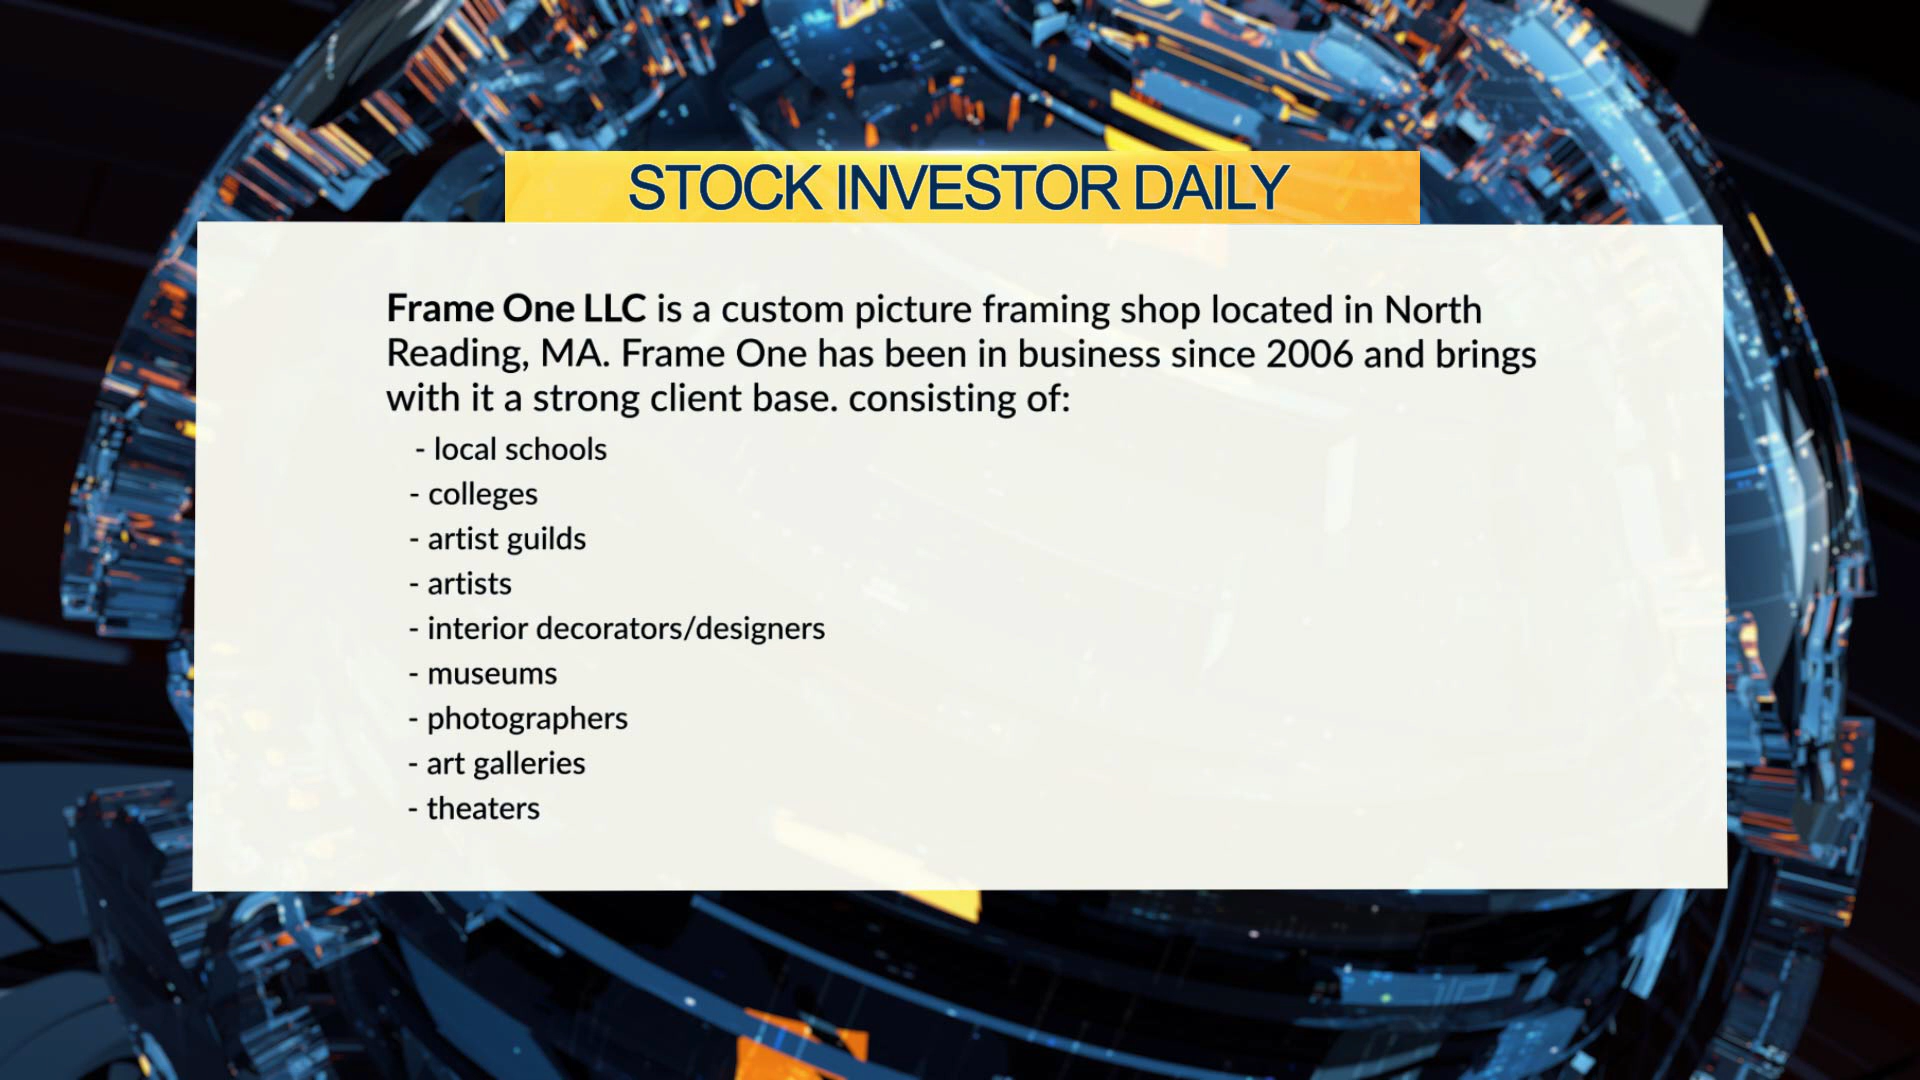 STOCK INVESTOR DAILY
Frame One LLC is a custom picture framing shop located in North
Reading, MA. Frame One has been in business since 2006 and brings
with it a strong client base. consisting of:
- local schools
- colleges
- artist guilds
- artists
- interior decorators/designers
- museums
- photographers
- art galleries
- theaters